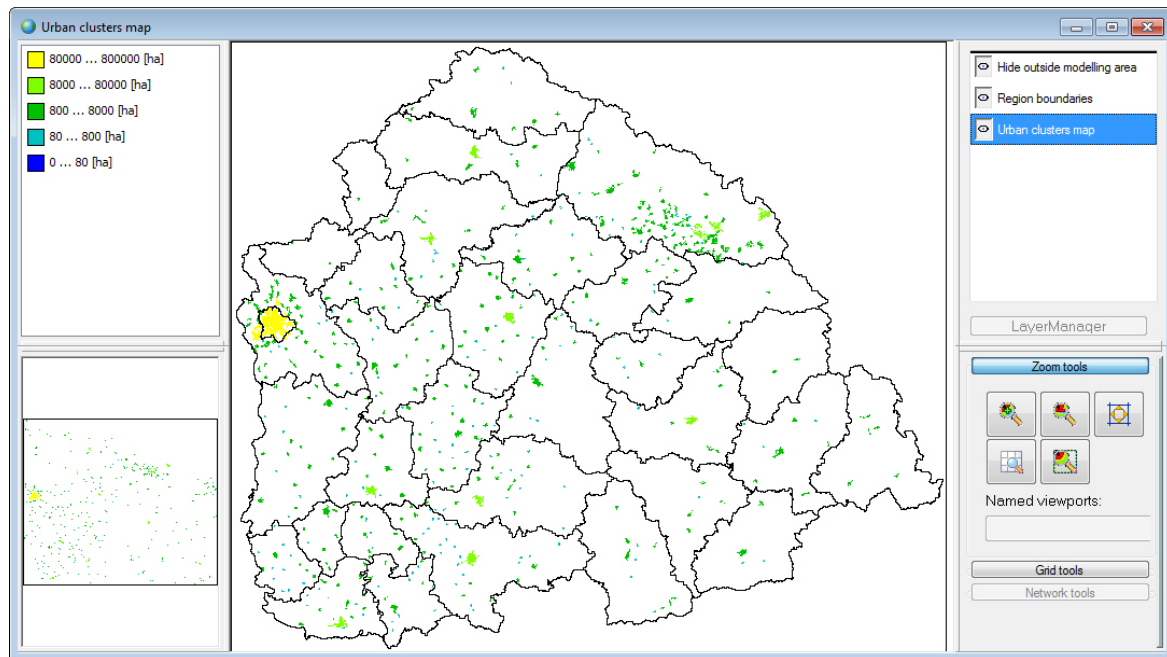 Urban clusters map
80000 ... 800000 [ha]
8000 ... 80000 [ha]
800 ... 8000 [ha]
80 ... 800 [ha]
0 ... 80 [ha]
Hide outside modelling area
Region boundaries
Urban clusters map
LayerManager
Zoom tools
Named viewports:
Grid tools
Network tools